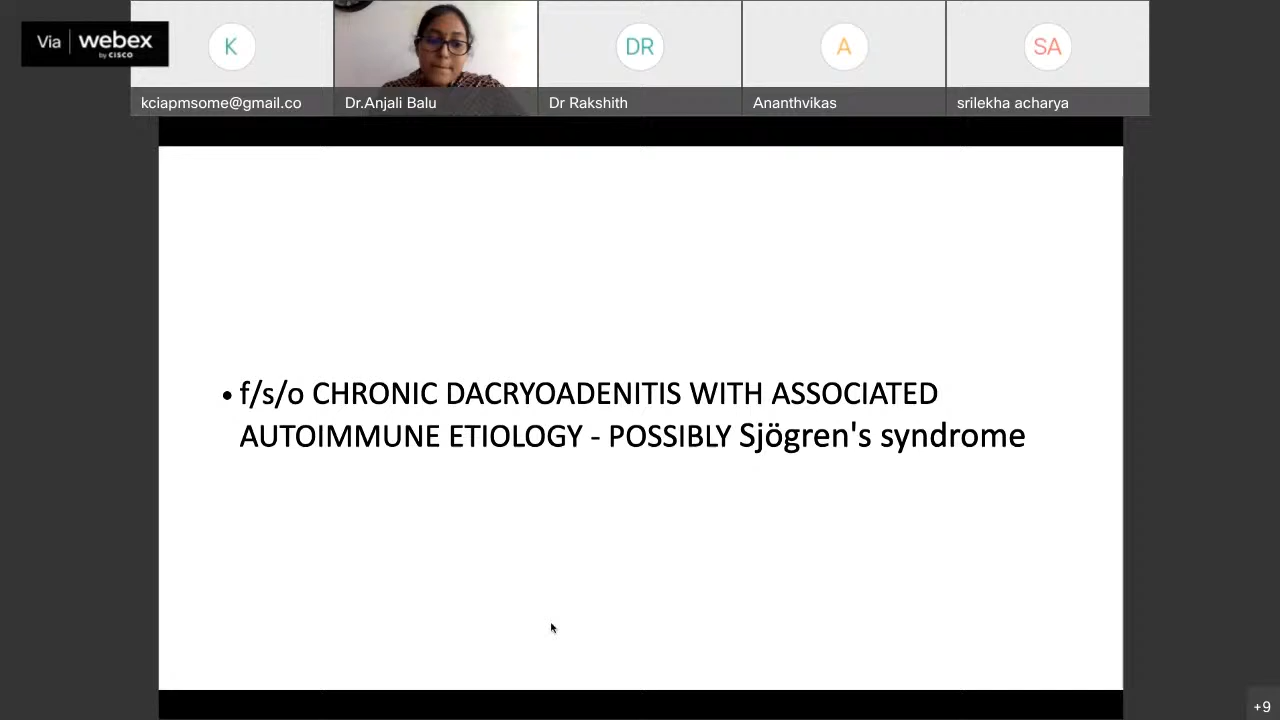 Via webex
by CISCO
K
DR
A
SA
kciapmsome@gmail.co
Dr.Anjali Balu
Dr Rakshith
Ananthvikas
srilekha acharya
• f/s/o CHRONIC DACRYOADENITIS WITH ASSOCIATED
AUTOIMMUNE ETIOLOGY - POSSIBLY Sjögren's syndrome
+9